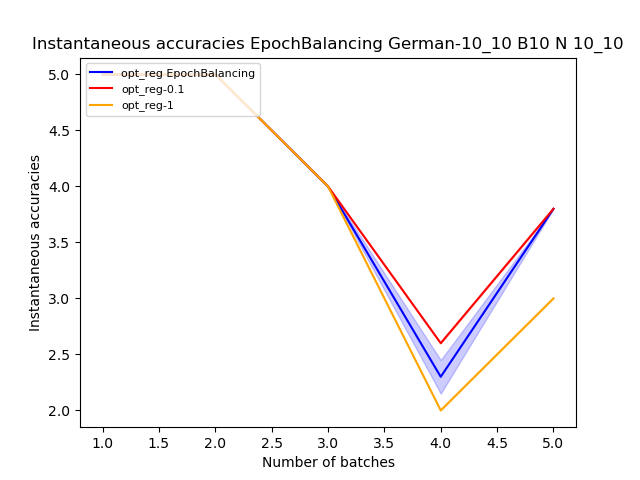 Instantaneous accuracies EpochBalancing German-10_10 B10 N 10_10
opt_reg EpochBalancing
opt_reg-0.1
opt_reg-1
Instantaneous accuracies
5.0
4.5
4.0
3.5
3.0
2.5
2.0
1.0 1.5 2.0 2.5 3.0 3.5 4.0 4.5 5.0
Number of batches